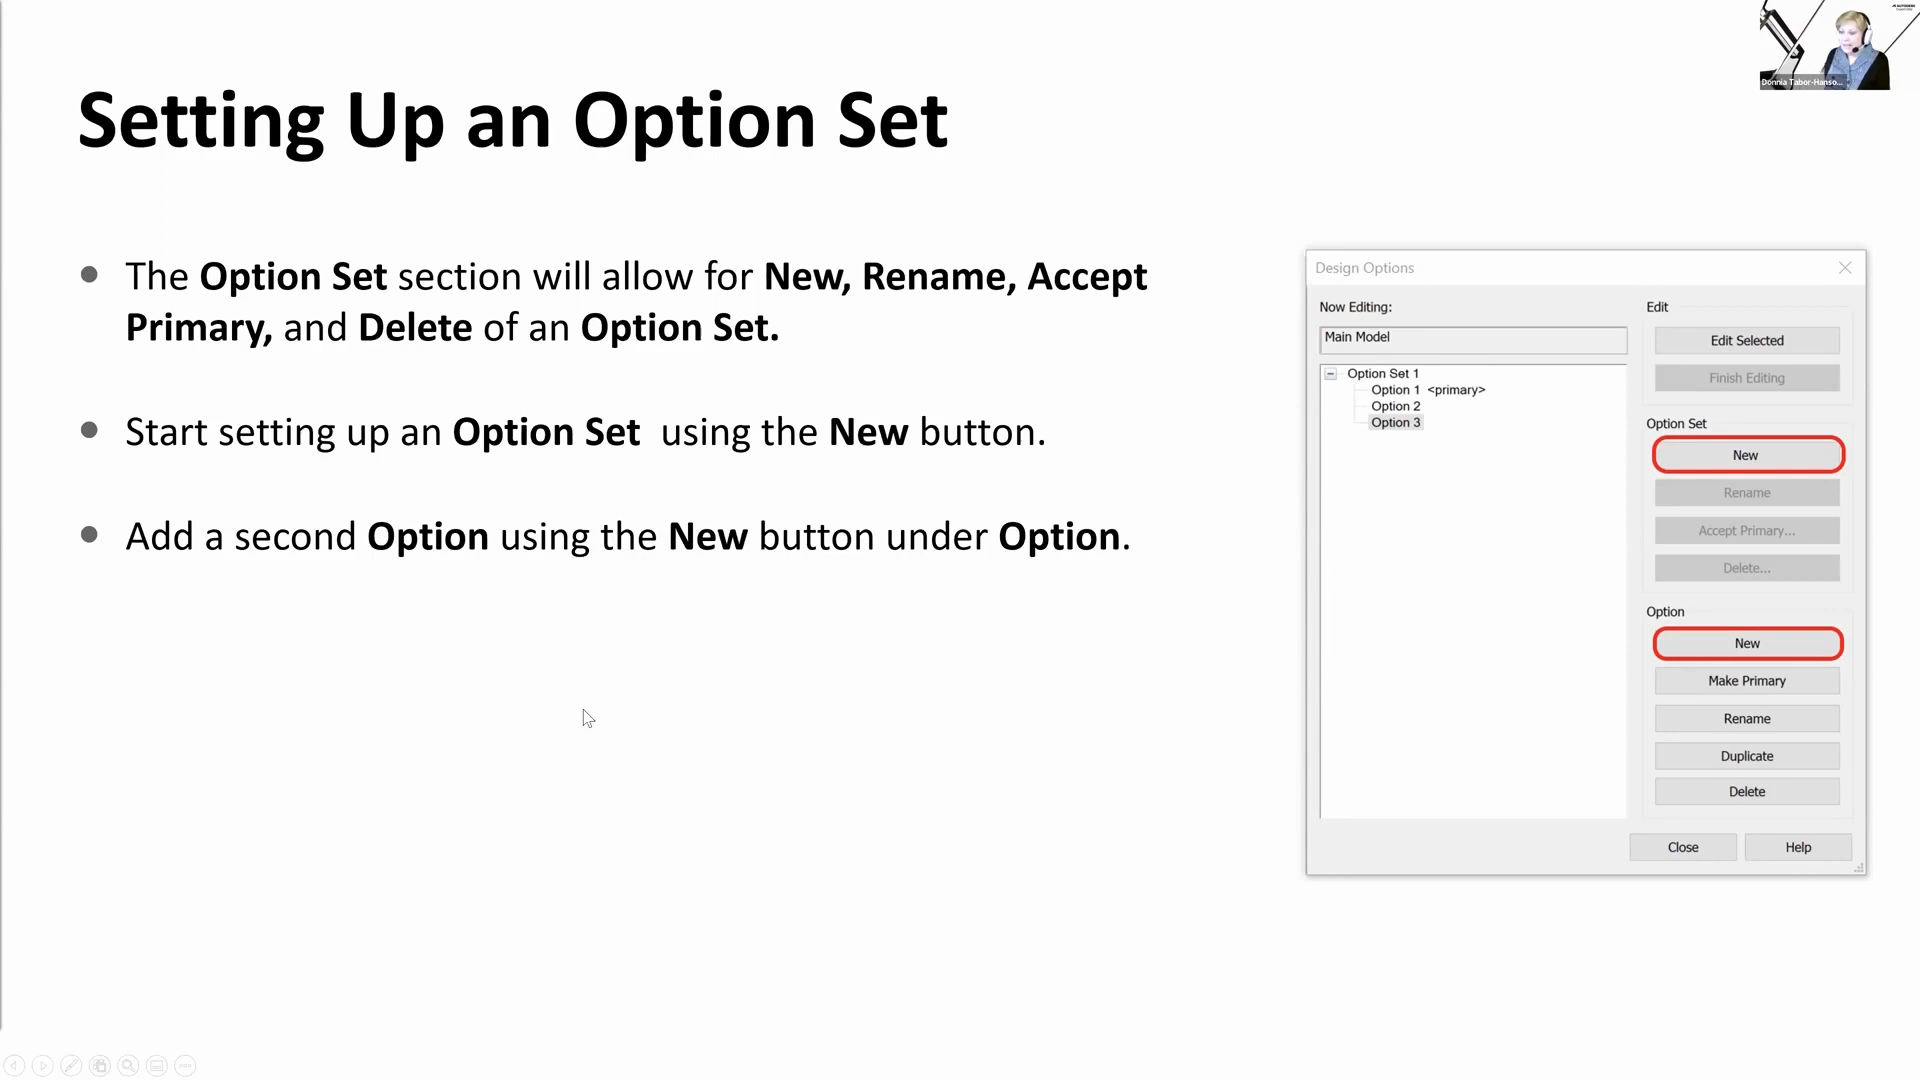 AUTODESK
Donnia Tabor-Hanso...
Setting Up an Option Set
The Option Set section will allow for New, Rename, Accept
Primary, and Delete of an Option Set.
Start setting up an Option Set using the New button.
Add a second Option using the New button under Option.
Design Options
Now Editing:
Main Model
Option Set 1
Option 1 <primary>
Option 2
Option 3
Edit
Edit Selected
Finish Editing
Option Set
New
Rename
Accept Primary...
Delete...
Option
New
Make Primary
Rename
Duplicate
Delete
Close
Help